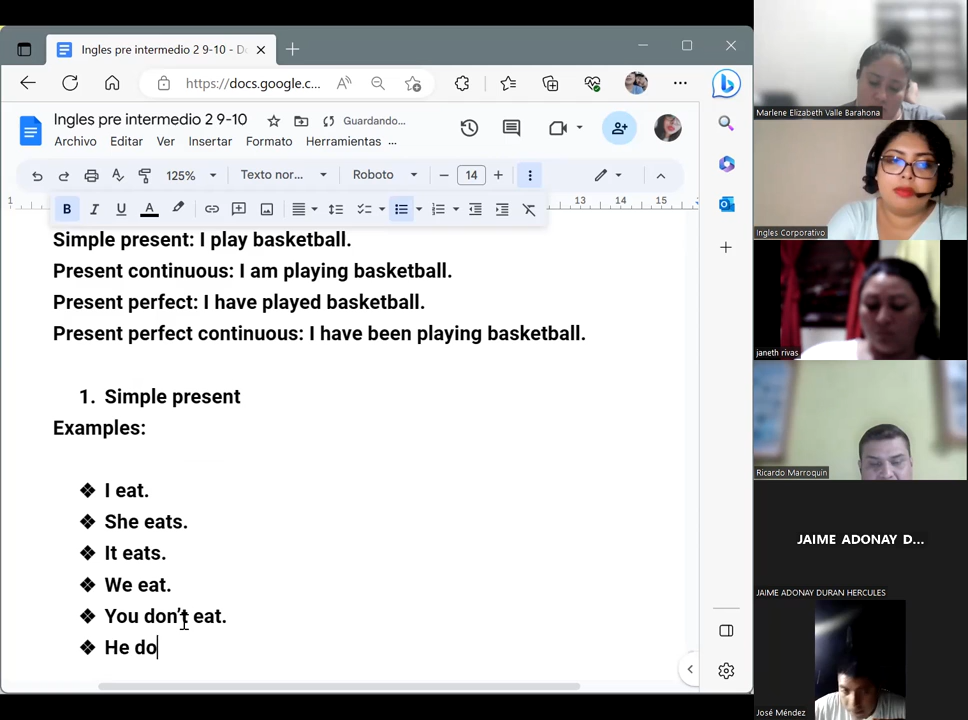 Ingles pre intermedio 2 9-10 - D
https://docs.google.c...
Ingles pre intermedio 2 9-10
Guardando...
Archivo Editar Ver Insertar Formato Herramientas ...
125% Texto nor... Roboto 14
B I U A
1 13 14 15
Simple present: I play basketball.
Present continuous: I am playing basketball.
Present perfect: I have played basketball.
Present perfect continuous: I have been playing basketball.
1. Simple present
Examples:
❖ I eat.
❖ She eats.
❖ It eats.
❖ We eat.
❖ You don't eat.
❖ He do
Marlene Elizabeth Valle Barahona
Ingles Corporativo
janeth rivas
Ricardo Marroquin
JAIME ADONAY D...
JAIME ADONAY DURAN HERCULES
José Méndez